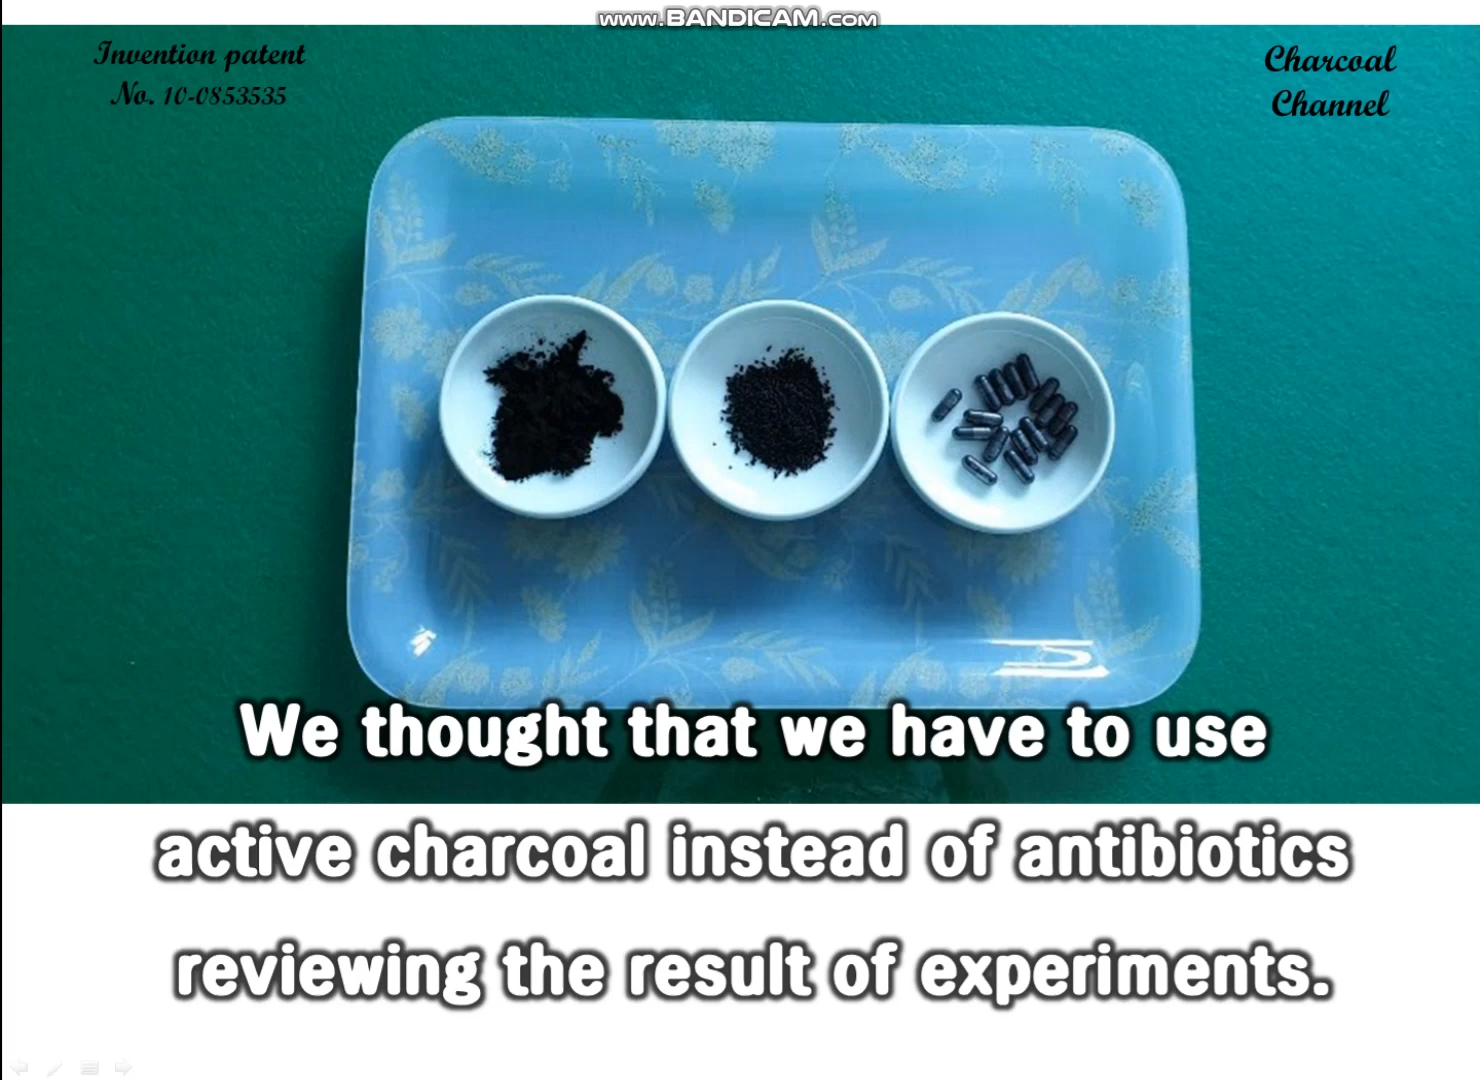 www.BANDICAM.com
Invention patent
No. 10-0853535
Charcoal
Channel
We thought that we have to use
active charcoal instead of antibiotics
reviewing the result of experiments.